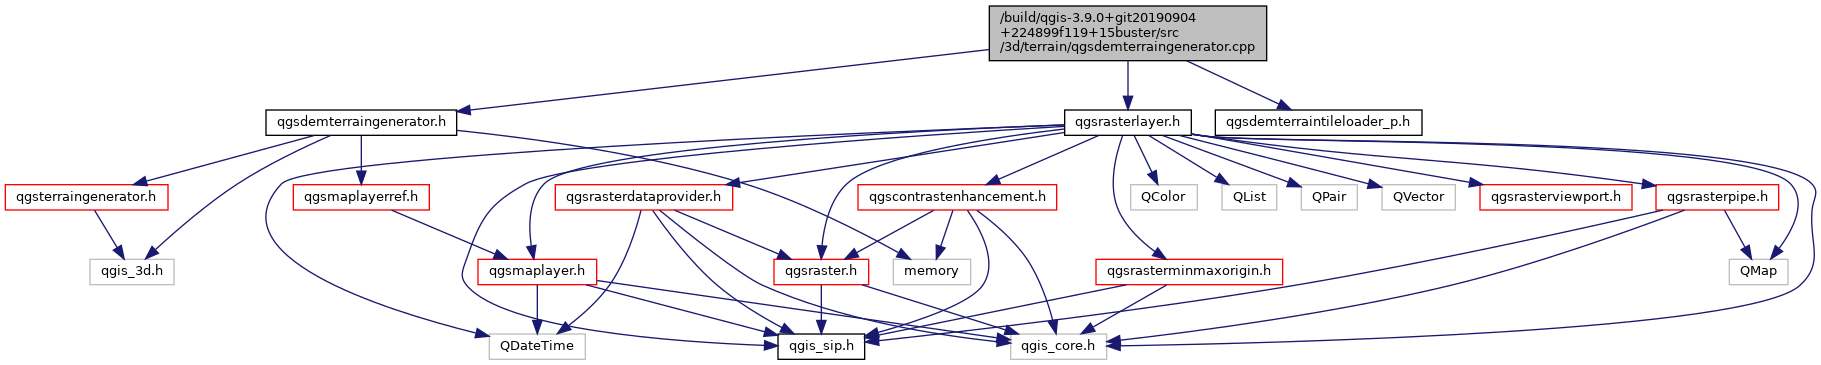 /build/qgis-3.9.0+git20190904
+224899f119+15buster/src
/3d/terrain/qgsdemterraingenerator.cpp
qgsdemterraingenerator.h
qgsrasterlayer.h
qgsdemterraintileloader_p.h
qgsterraingenerator.h
qgsmaplayerref.h
qgsrasterdataprovider.h
qgscontrastenhancement.h
QColor
QList
QPair
QVector
qgsrasterviewport.h
qgsrasterpipe.h
qgis_3d.h
qgsmaplayer.h
qgsraster.h
memory
qgsrasterminmaxorigin.h
QMap
QDateTime
qgis_sip.h
qgis_core.h